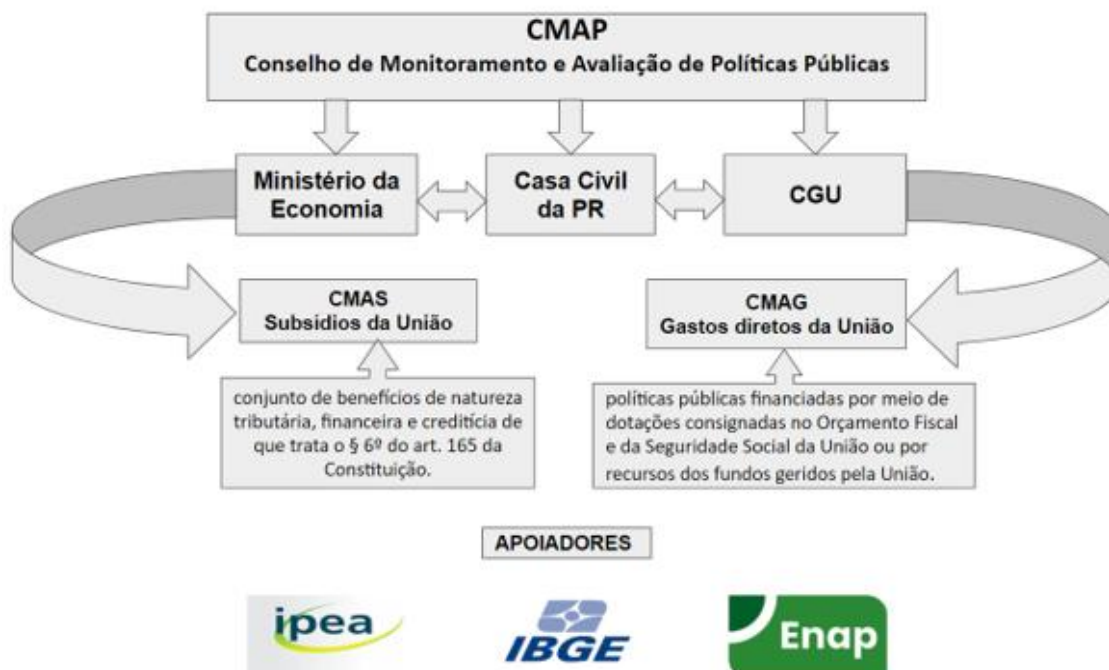 CMAP
Conselho de Monitoramento e Avaliação de Políticas Públicas
Ministério da
Economia
Casa Civil
da PR
CGU
CMAS
Subsídios da União
CMAG
Gastos diretos da União
conjunto de benefícios de natureza
tributária, financeira e creditícia de
que trata o § 6º do art. 165 da
Constituição.
políticas públicas financiadas por meio de
dotações consignadas no Orçamento Fiscal
e da Seguridade Social da União ou por
recursos dos fundos geridos pela União.
APOIADORES
ipea
IBGE
Enap